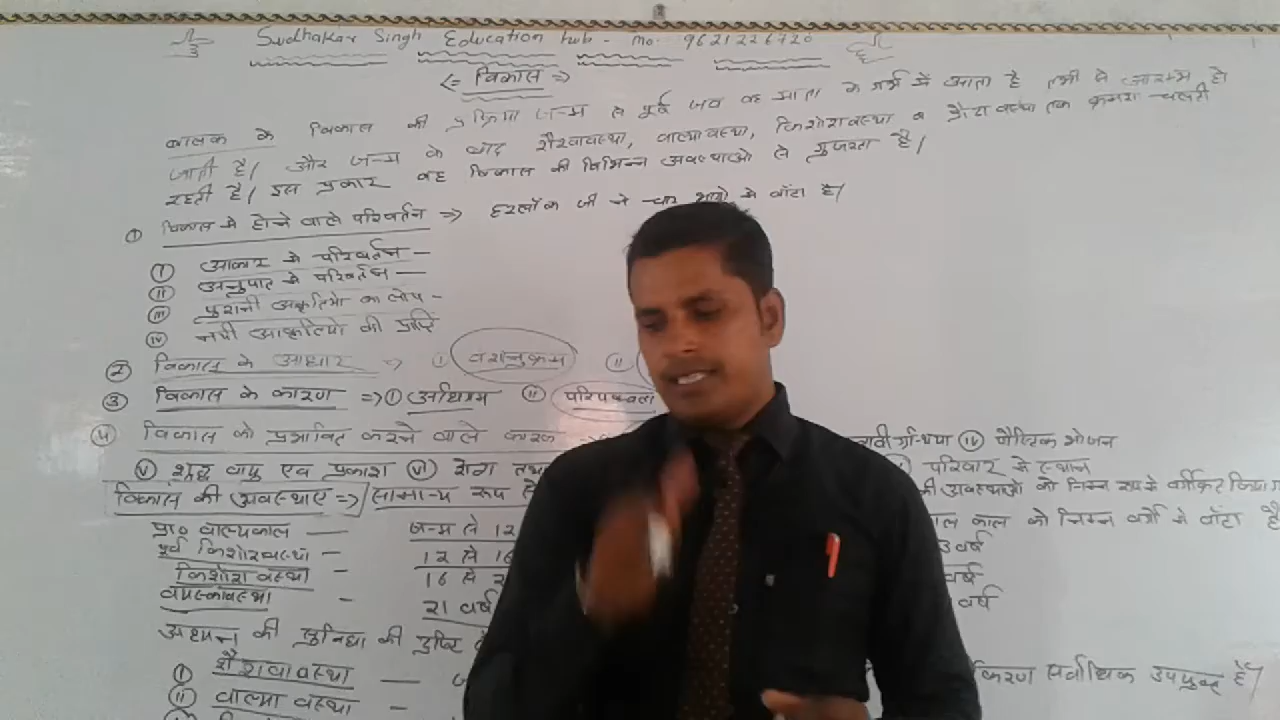 Sudhakar Singh Education hub - mo. 9621226720
<= विकास =>
बालक के विकास की प्रक्रिया जन्म से पूर्व जब वह माता के गर्भ में आता है तभी से आरम्भ हो
जाती है। और जन्म के बाद शैशवावस्था, बाल्यावस्था, किशोरावस्था व प्रौढावस्था तक क्रमशः चलती
रहती है। इस प्रकार वह विकास की विभिन्न अवस्थाओ से गुजरता है।
① विकास मे होने वाले परिवर्तन => हरलॉक जी ने चार भागो मे बाँटा है।
I आकार मे परिवर्तन -
II अनुपात मे परिवर्तन -
III पुरानी आकृतियो का लोप -
IV नयी आकृतियो की प्राप्ति
② विकास के आधार => I वंशानुक्रम II
③ विकास के कारण => I अधिगम II परिपक्वता
④ विकास को प्रभावित करने वाले कारक IV पौष्टिक भोजन
V शुद्ध वायु एवं प्रकाश VI रोग तथा परिवार मे स्थान
विकास की अवस्थाएं => सामान्य रूप से की अवस्थाओ को निम्न रूप से
प्रा० बाल्यकाल - जन्म से 12 काल को निम्न वर्गो मे बाँटा है
पूर्व किशोरवस्था - 12 से 16 3 वर्ष
किशोरावस्था - 16 से वर्ष
वयस्कावस्था - 21 वर्ष वर्ष
अध्ययन की सुविधा की दृष्टि
I शैशवावस्था - सर्वाधिक उपयुक्त है।
II बाल्यावस्था -